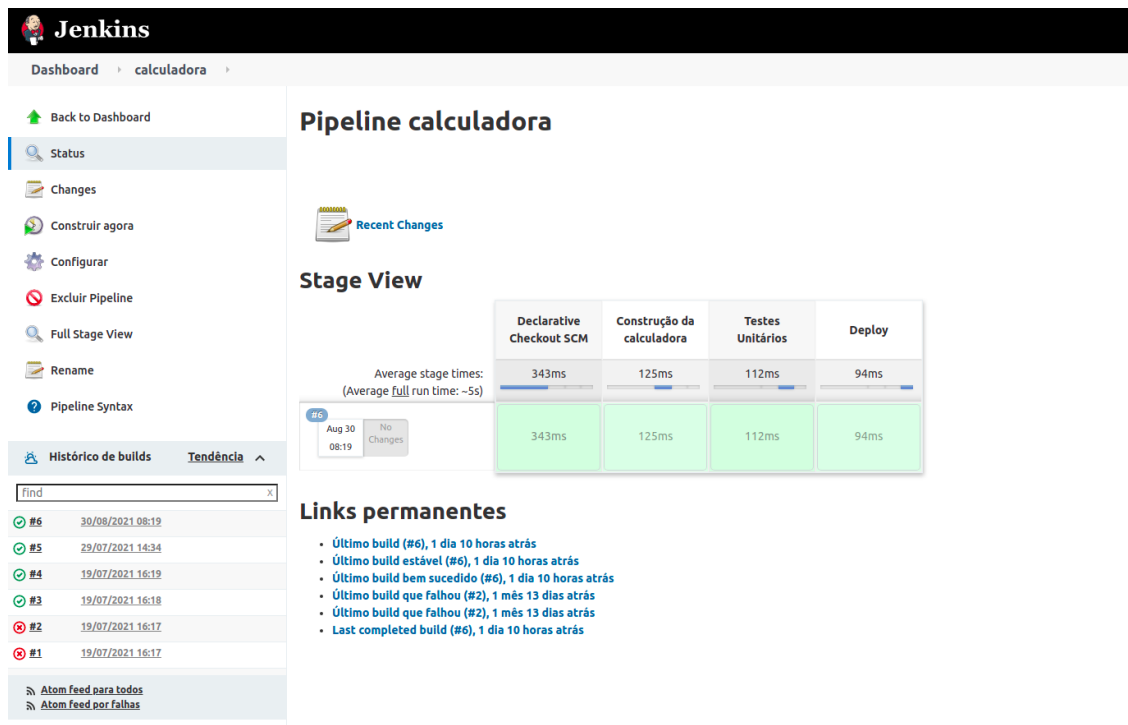 Jenkins
Dashboard calculadora
Back to Dashboard
Status
Changes
Construir agora
Configurar
Excluir Pipeline
Full Stage View
Rename
Pipeline Syntax
Histórico de builds Tendência
find x
#6 30/08/2021 08:19
#5 29/07/2021 14:34
#4 19/07/2021 16:19
#3 19/07/2021 16:18
#2 19/07/2021 16:17
#1 19/07/2021 16:17
Atom feed para todos
Atom feed por falhas
Pipeline calculadora
Recent Changes
Stage View
Declarative Checkout SCM
Construção da calculadora
Testes Unitários
Deploy
Average stage times: 343ms 125ms 112ms 94ms
(Average full run time: ~5s)
#6
Aug 30
08:19
No
Changes
343ms 125ms 112ms 94ms
Links permanentes
Último build (#6), 1 dia 10 horas atrás
Último build estável (#6), 1 dia 10 horas atrás
Último build bem sucedido (#6), 1 dia 10 horas atrás
Último build que falhou (#2), 1 mês 13 dias atrás
Último build que falhou (#2), 1 mês 13 dias atrás
Last completed build (#6), 1 dia 10 horas atrás